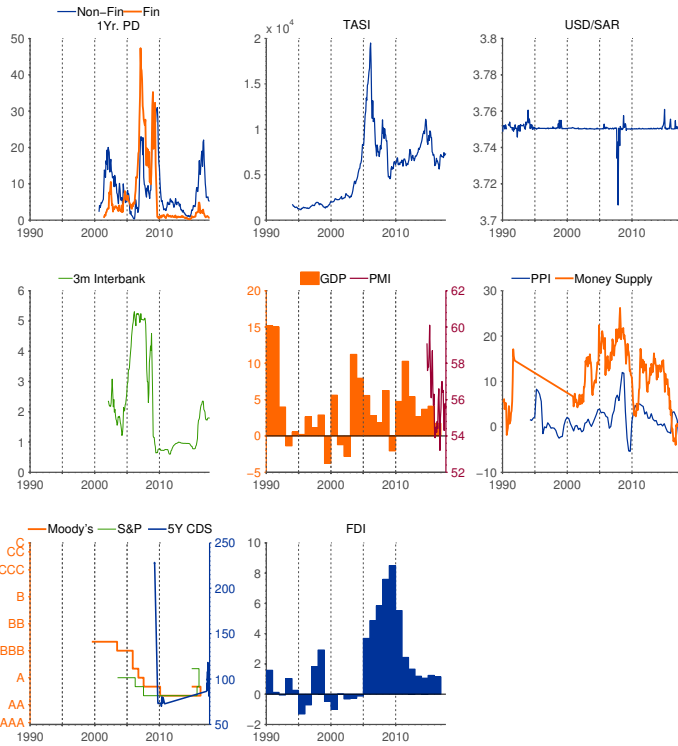 Non-Fin Fin
1Yr. PD
50
40
30
20
10
0
1990 2000 2010
TASI
2 x 10^4
1.5
1
0.5
0
1990 2000 2010
USD/SAR
3.8
3.78
3.76
3.74
3.72
3.7
1990 2000 2010
3m Interbank
6
5
4
3
2
1
0
1990 2000 2010
GDP PMI
20 62
15 60
10 58
5 56
0 54
-5 52
1990 2000 2010
PPI Money Supply
30
20
10
0
-10
1990 2000 2010
Moody's S&P 5Y CDS
C 250
CC
CCC 200
B
BB 150
BBB
A 100
AA
AAA 50
1990 2000 2010
FDI
10
8
6
4
2
0
-2
1990 2000 2010